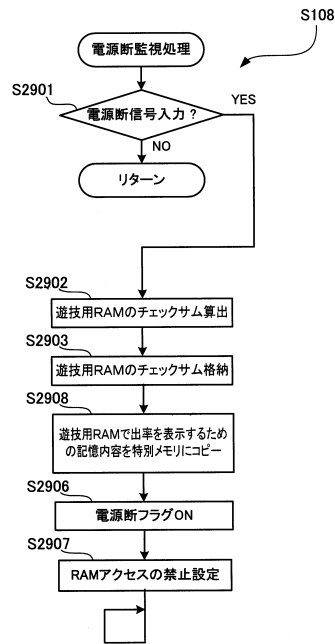 S108
電源断監視処理
S2901
電源断信号入力？
YES
NO
リターン
S2902
遊技用RAMのチェックサム算出
S2903
遊技用RAMのチェックサム格納
S2908
遊技用RAMで出率を表示するため
の記憶内容を特別メモリにコピー
S2906
電源断フラグON
S2907
RAMアクセスの禁止設定